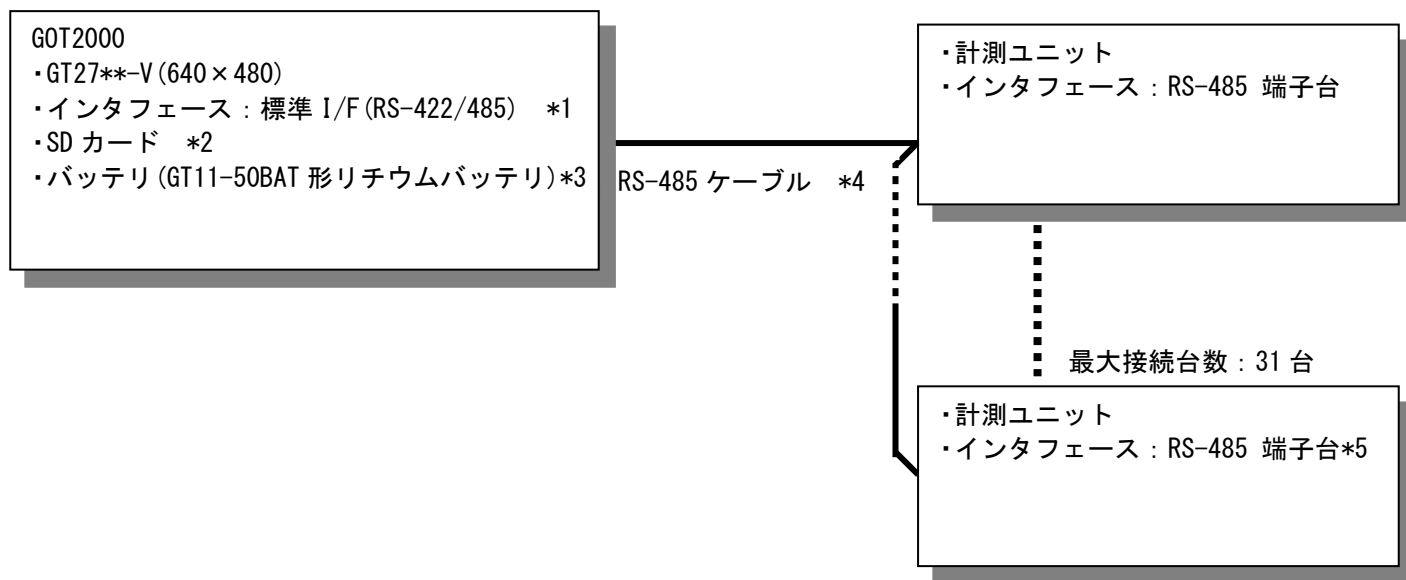 GOT2000
・GT27**-V(640×480)
・インタフェース：標準 I/F(RS-422/485) *1
・SD カード *2
・バッテリ(GT11-50BAT 形リチウムバッテリ)*3
RS-485 ケーブル *4
・計測ユニット
・インタフェース：RS-485 端子台
最大接続台数：31 台
・計測ユニット
・インタフェース：RS-485 端子台*5